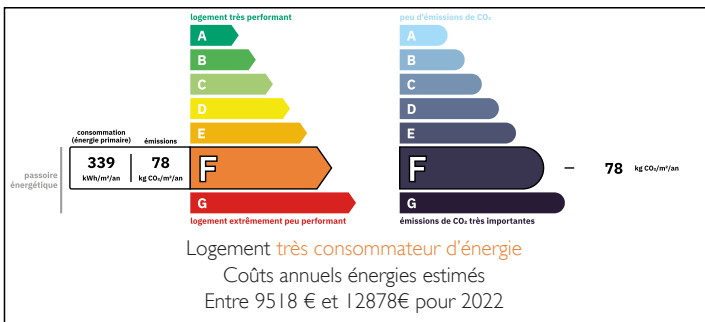 logement très performant
A
B
C
D
E
consommation
(énergie primaire)
émissions
339
kWh/m²/an
78
kg CO₂/m²/an
F
passoire
énergétique
G
logement extrêmement peu performant
peu d'émissions de CO₂
A
B
C
D
E
F
78 kg CO₂/m²/an
G
émissions de CO₂ très importantes
Logement très consommateur d'énergie
Coûts annuels énergies estimés
Entre 9518 € et 12878€ pour 2022